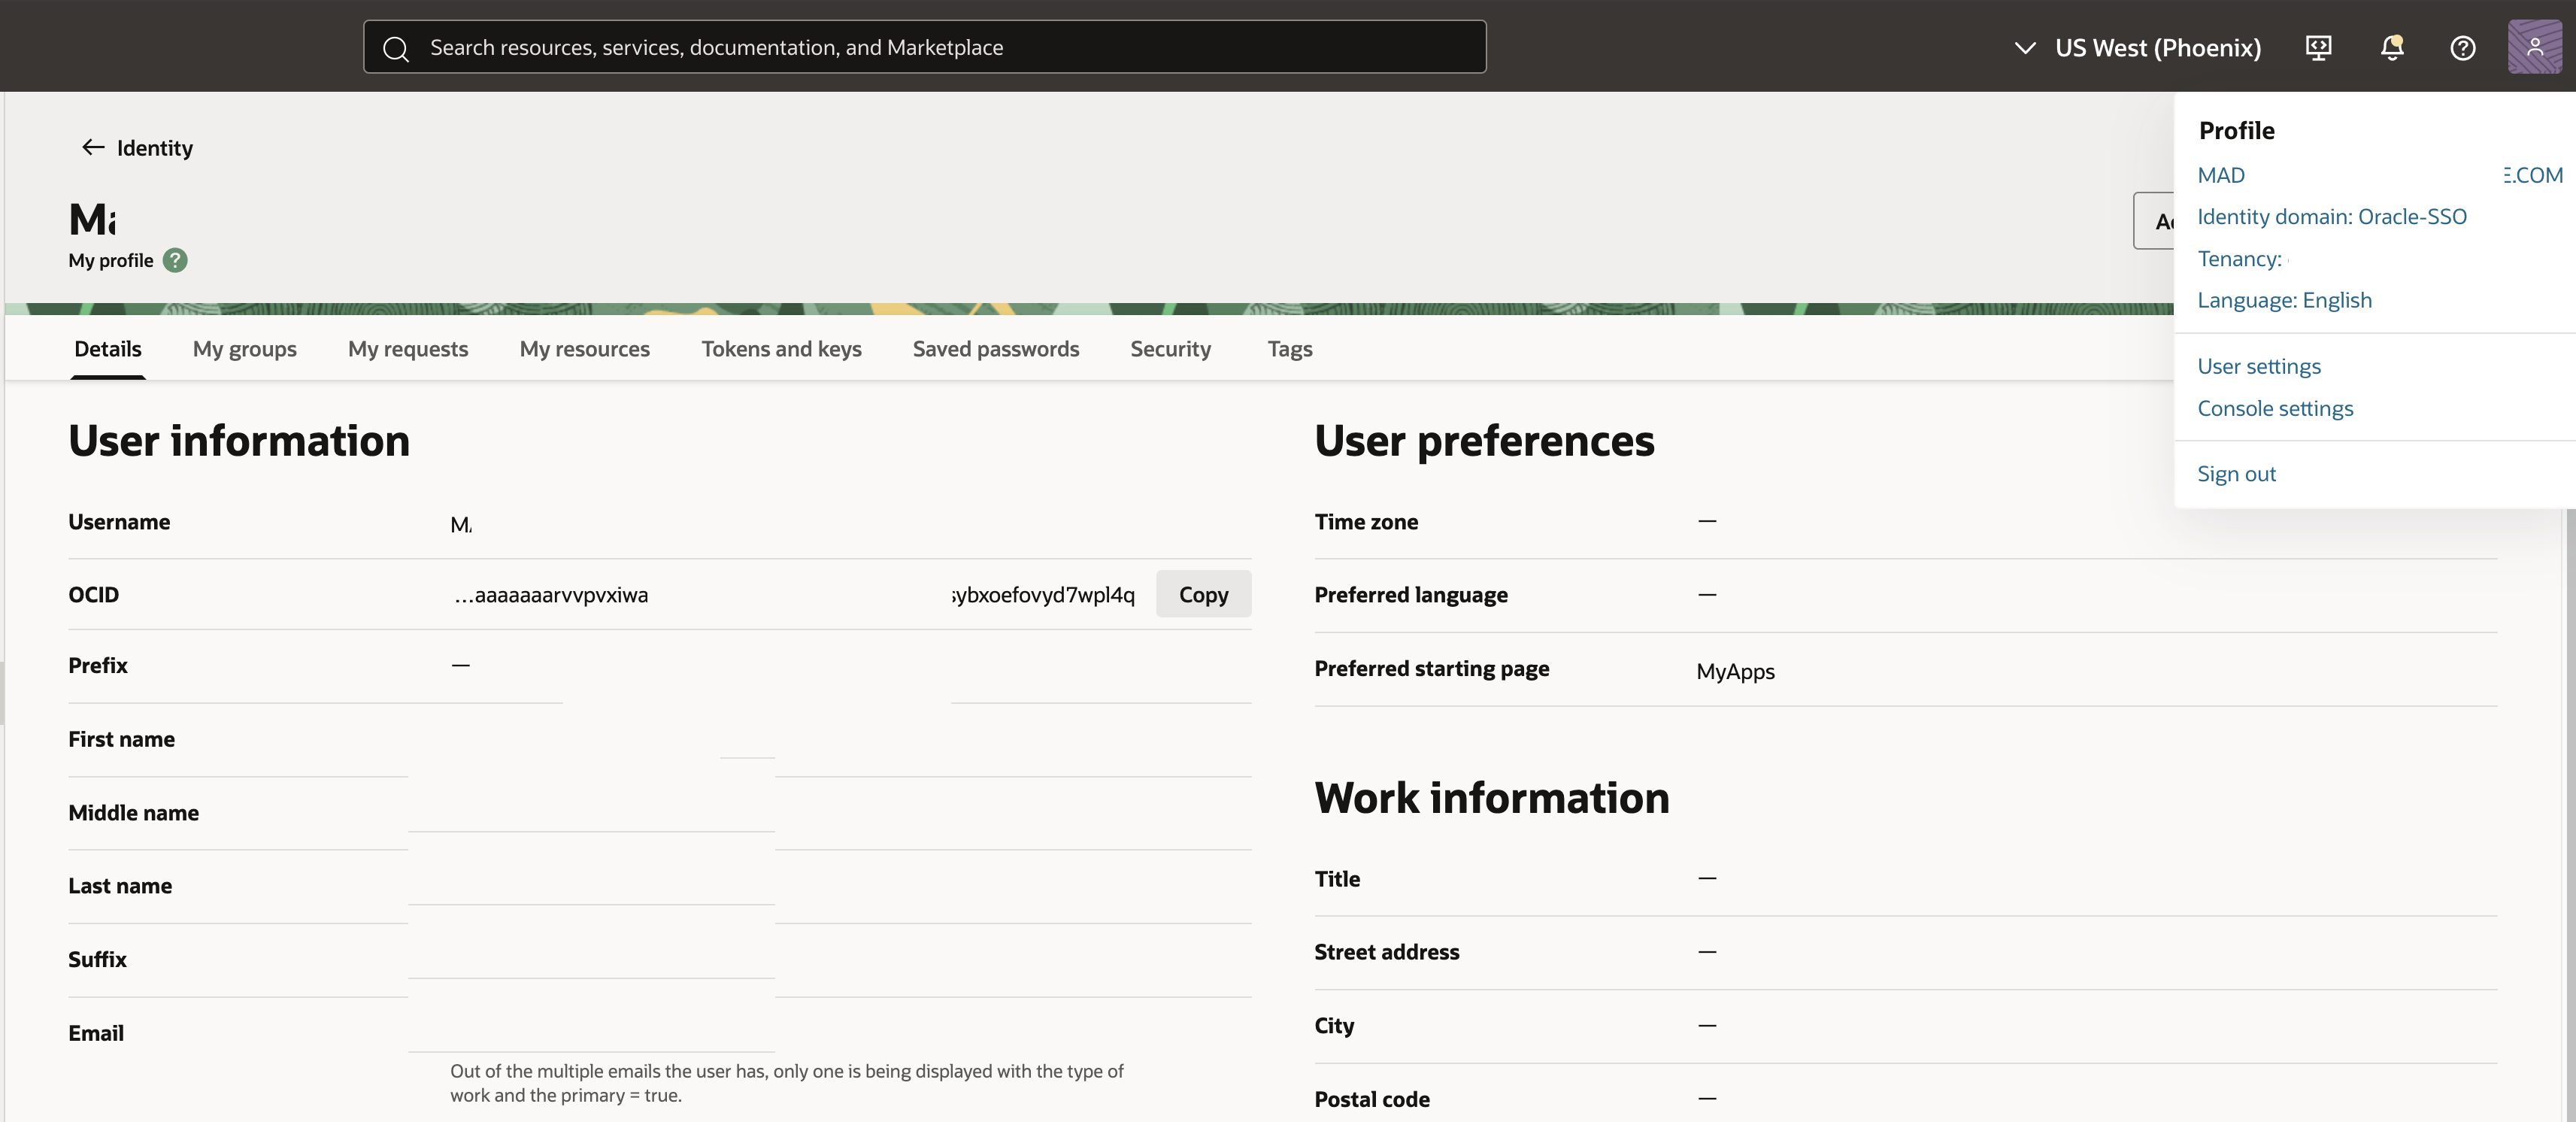 Search resources, services, documentation, and Marketplace
US West (Phoenix)
Identity
My profile
Profile
MAD
.COM
Identity domain: Oracle-SSO
Tenancy:
Language: English
User settings
Console settings
Sign out
Details My groups My requests My resources Tokens and keys Saved passwords Security Tags
User information
Username
OCID ...aaaaaaarvvpvxiwa ybxoefovyd7wpl4q Copy
Prefix —
First name
Middle name
Last name
Suffix
Email
Out of the multiple emails the user has, only one is being displayed with the type of
work and the primary = true.
User preferences
Time zone —
Preferred language —
Preferred starting page MyApps
Work information
Title —
Street address —
City —
Postal code —